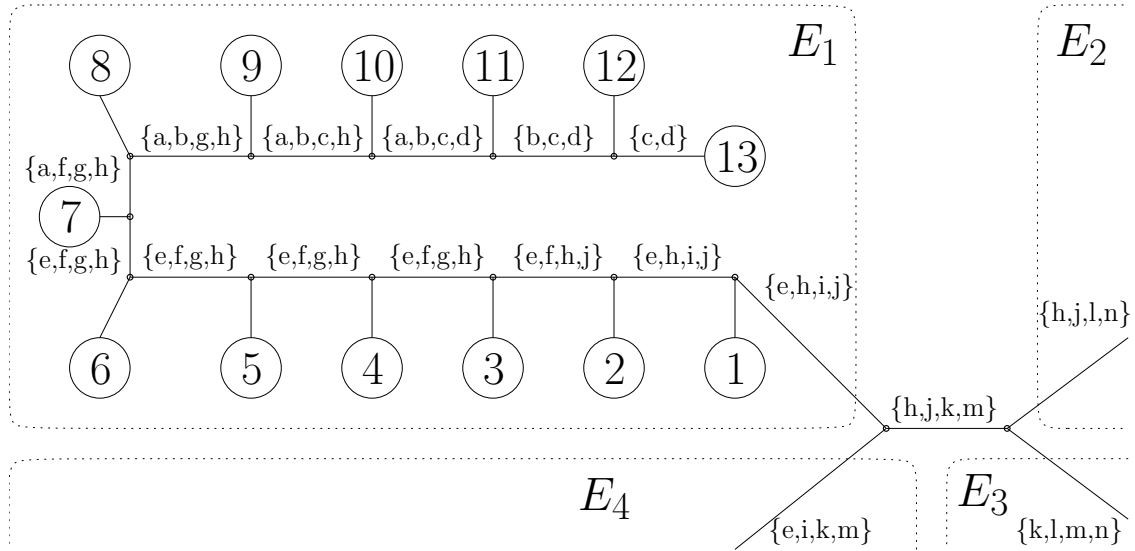 E1 E2
8 9 10 11 12
{a,b,g,h} {a,b,c,h} {a,b,c,d} {b,c,d} {c,d}
13
{a,f,g,h}
7
{e,f,g,h} {e,f,g,h} {e,f,g,h} {e,f,g,h} {e,f,h,j} {e,h,i,j}
{e,h,i,j}
{h,j,l,n}
6 5 4 3 2 1
{h,j,k,m}
E4 E3
{e,i,k,m} {k,l,m,n}